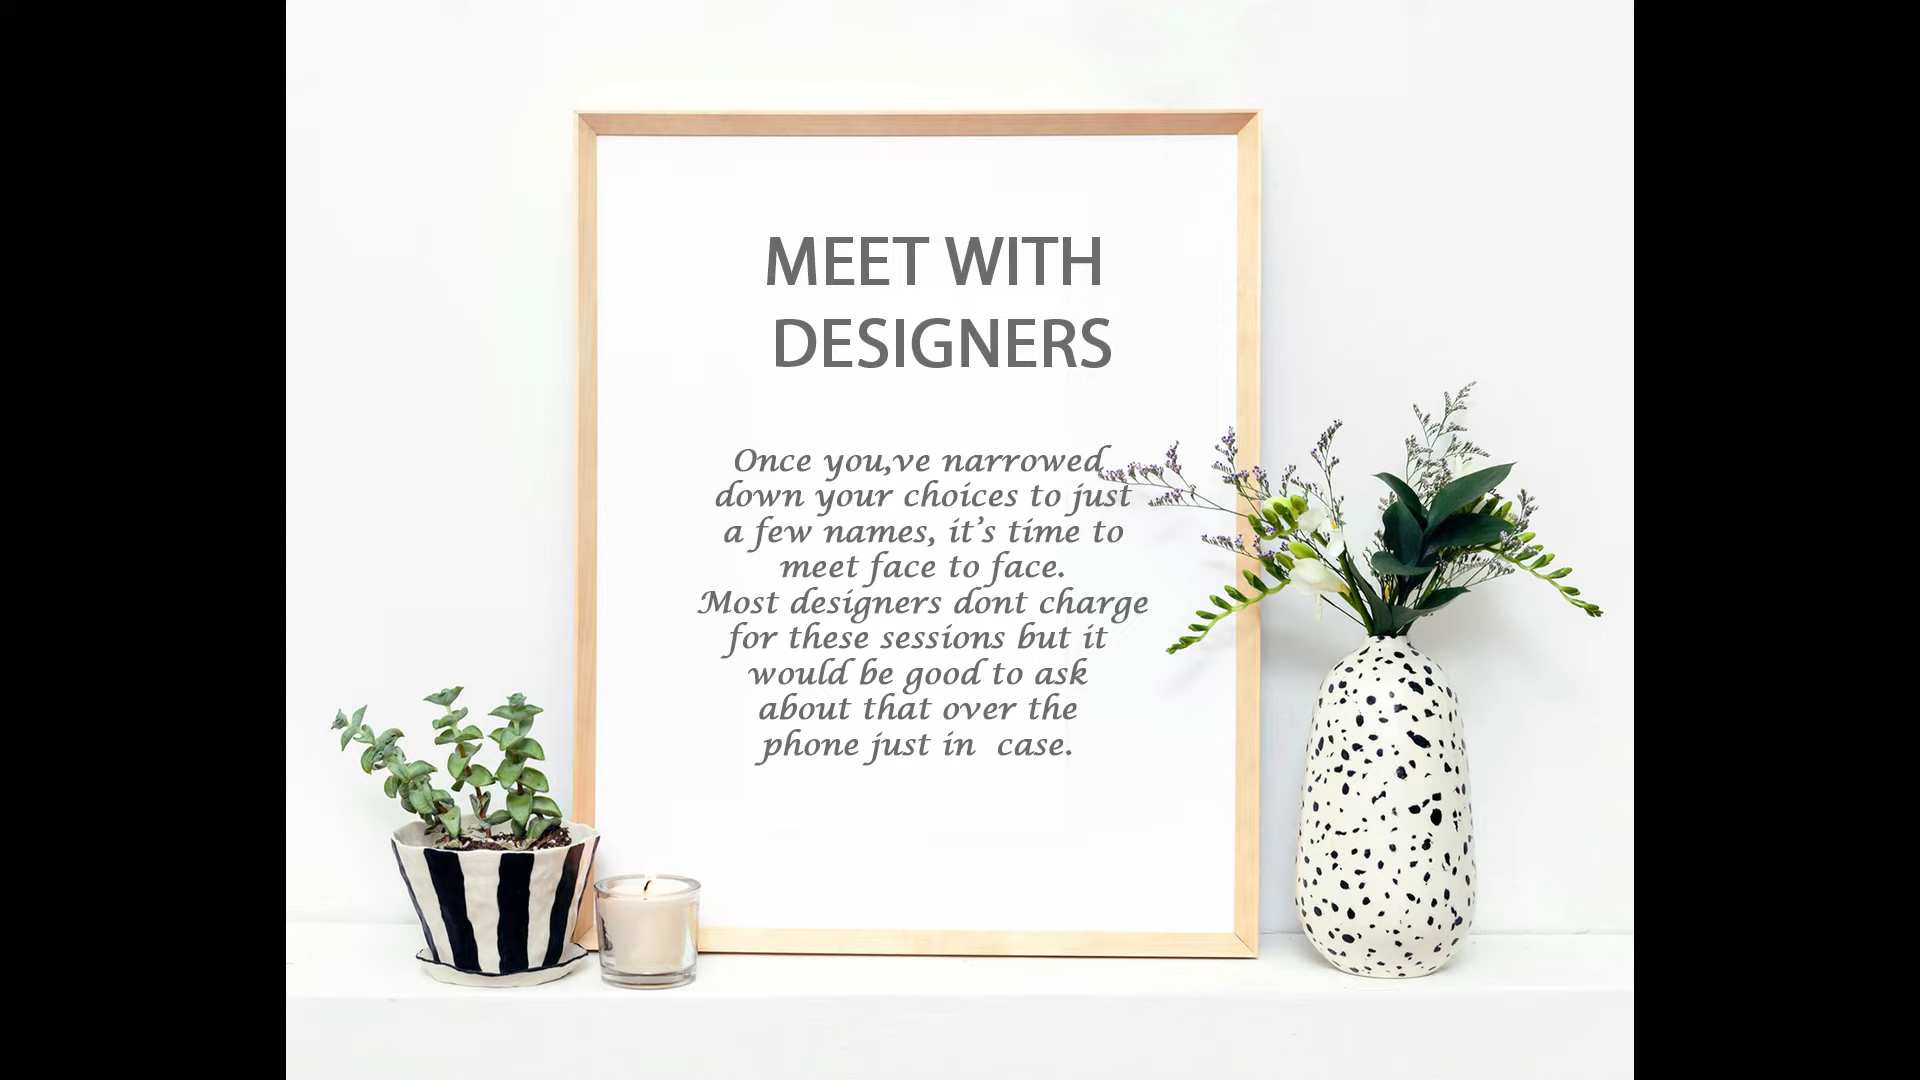 MEET WITH
DESIGNERS
Once you,ve narrowed
down your choices to just
a few names, it's time to
meet face to face.
Most designers dont charge
for these sessions but it
would be good to ask
about that over the
phone just in  case.